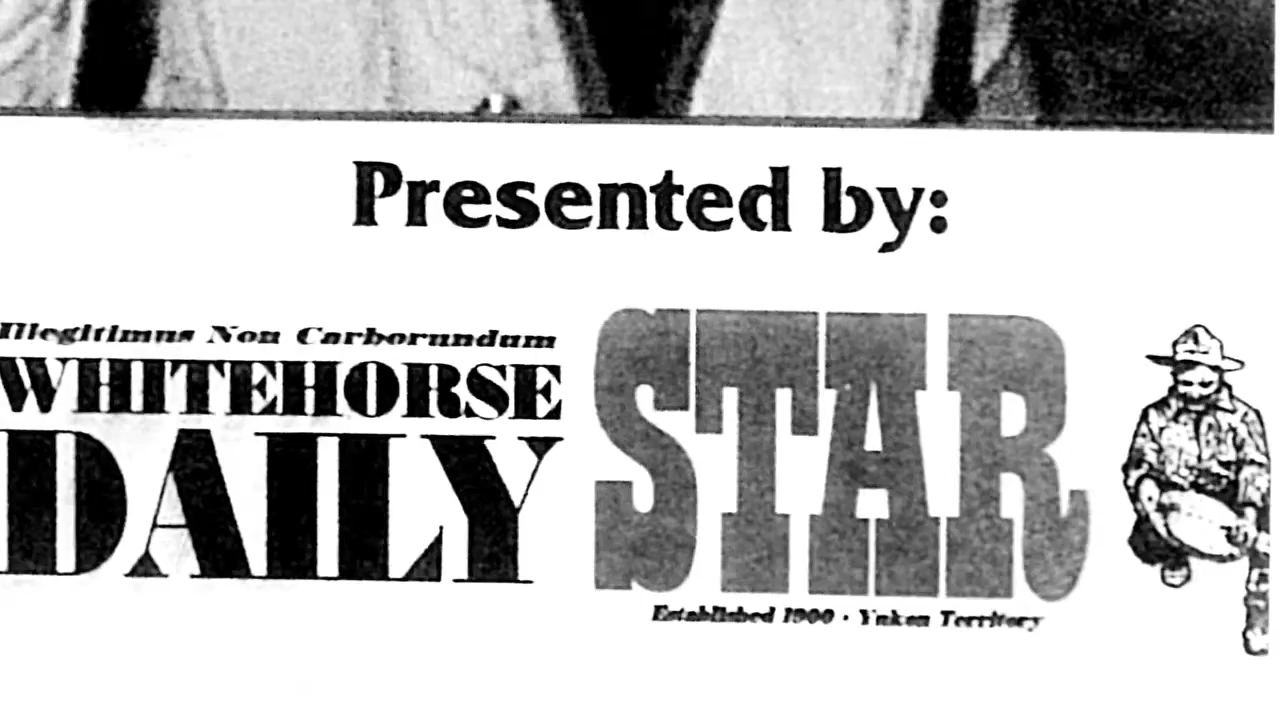 Presented by:
Illegitimus Non Carborundum
WHITEHORSE
DAILY
STAR
Established 1900 · Yukon Territory